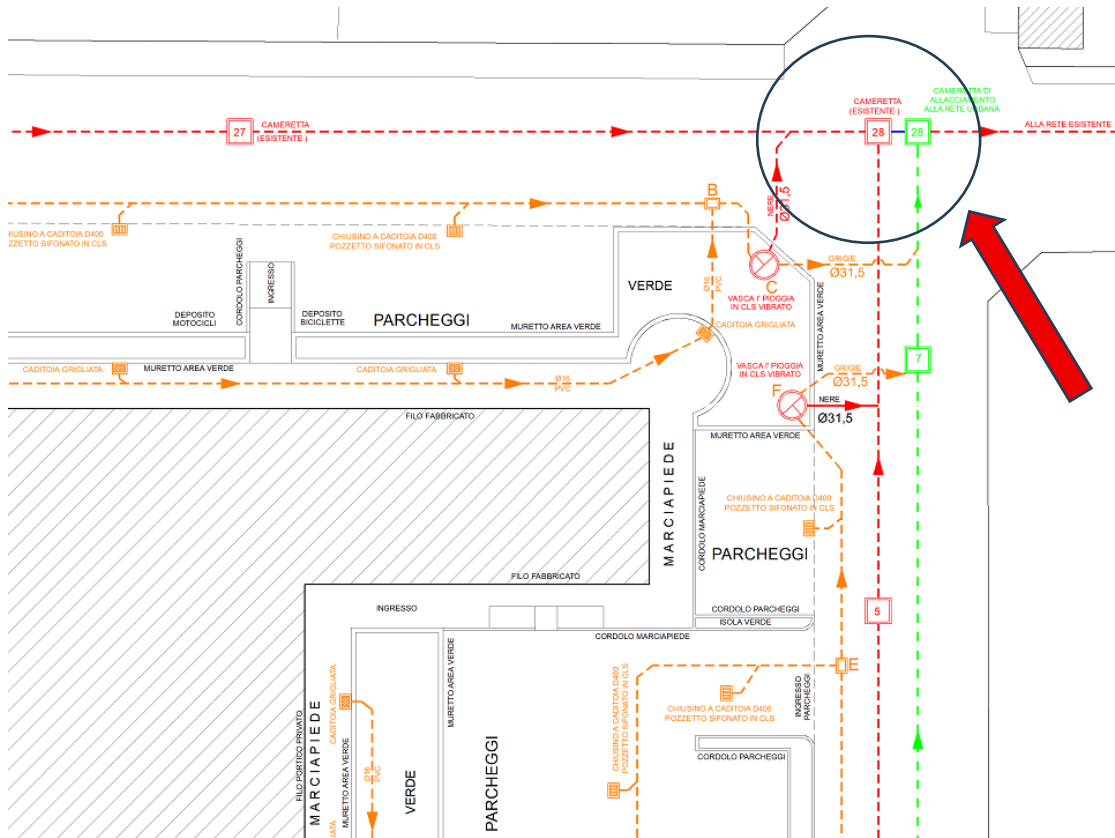 CAMERETTA DI
ALLACCIAMENTO
ALLA RETE URBANA
CAMERETTA
(ESISTENTE )
27
CAMERETTA
(ESISTENTE )
28
28
ALLA RETE ESISTENTE
NERE
Ø31,5
B
CHIUSINO A CADITOIA D400
POZZETTO SIFONATO IN CLS
CHIUSINO A CADITOIA D400
POZZETTO SIFONATO IN CLS
GRIGIE
Ø31,5
C
VASCA I° PIOGGIA
IN CLS VIBRATO
CORDOLO PARCHEGGI
INGRESSO
VERDE
Ø16
PVC
MURETTO AREA VERDE
DEPOSITO
MOTOCICLI
DEPOSITO
BICICLETTE
PARCHEGGI
MURETTO AREA VERDE
CADITOIA GRIGLIATA
CADITOIA GRIGLIATA
MURETTO AREA VERDE
CADITOIA GRIGLIATA
Ø16
PVC
VASCA I° PIOGGIA
IN CLS VIBRATO
GRIGIE
Ø31,5
7
F
NERE
Ø31,5
FILO FABBRICATO
MURETTO AREA VERDE
MARCIAPIEDE
CORDOLO MARCIAPIEDE
CHIUSINO A CADITOIA D400
POZZETTO SIFONATO IN CLS
PARCHEGGI
FILO FABBRICATO
INGRESSO
CORDOLO PARCHEGGI
ISOLA VERDE
5
CORDOLO MARCIAPIEDE
E
CADITOIA GRIGLIATA
MURETTO AREA VERDE
CHIUSINO A CADITOIA D400
POZZETTO SIFONATO IN CLS
CHIUSINO A CADITOIA D400
POZZETTO SIFONATO IN CLS
INGRESSO
PARCHEGGI
FILO PORTICO PRIVATO
MARCIAPIEDE
MURETTO AREA VERDE
Ø16
PVC
VERDE
PARCHEGGI
CORDOLO PARCHEGGI